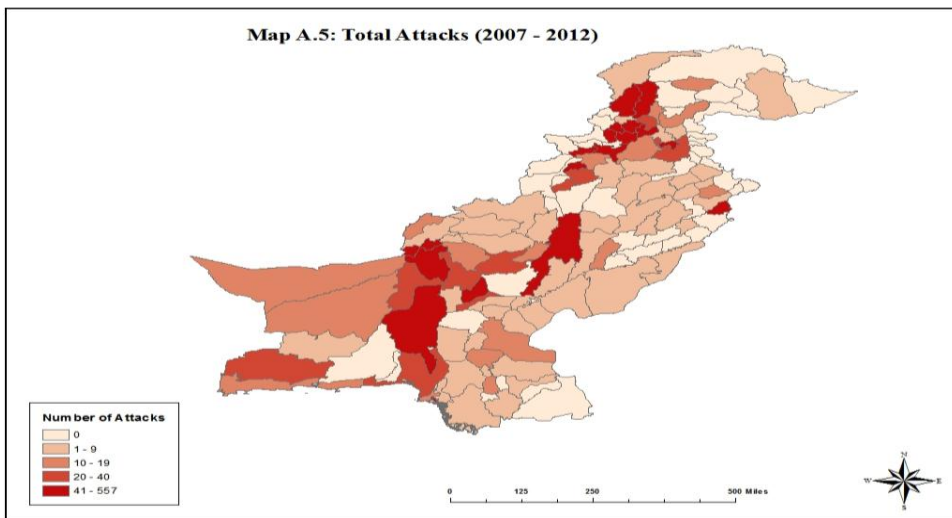 Map A.5: Total Attacks (2007 - 2012)
Number of Attacks
0
1 - 9
10 - 19
20 - 40
41 - 557
0 125 250 500 Miles
N
W E
S